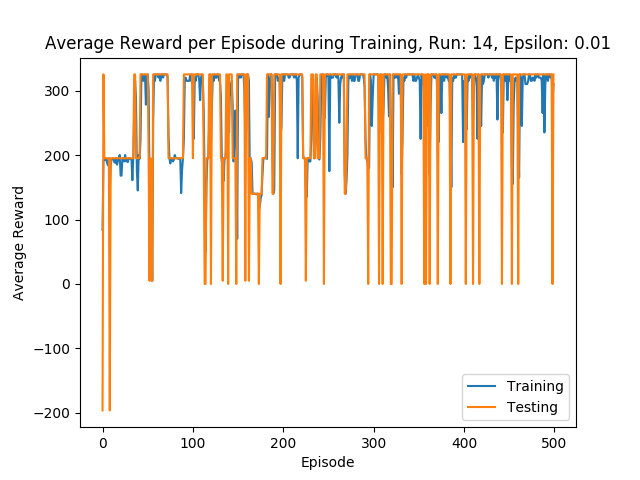 Average Reward per Episode during Training, Run: 14, Epsilon: 0.01
300
200
100
0
−100
−200
Average Reward
0 100 200 300 400 500
Episode
Training
Testing